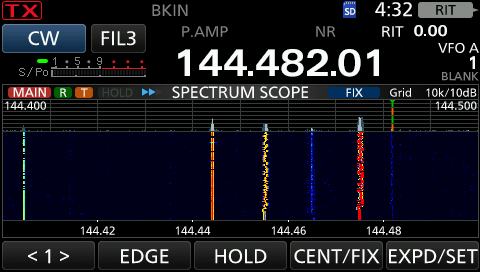 TX BKIN SD 4:32 RIT
CW FIL3 P.AMP NR RIT 0.00
S/Po 1 · 5 · 9 144.482.01 VFO A
1
BLANK
MAIN R T HOLD SPECTRUM SCOPE FIX Grid 10k/10dB
144.400 144.500
144.42 144.44 144.46 144.48
< 1 > EDGE HOLD CENT/FIX EXPD/SET